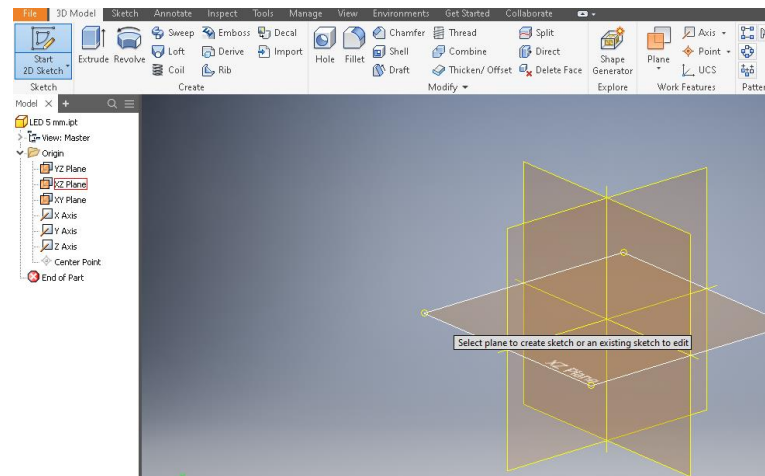 File 3D Model Sketch Annotate Inspect Tools Manage View Environments Get Started Collaborate
Start
2D Sketch
Extrude Revolve
Sweep Emboss Decal
Loft Derive Import
Coil Rib
Hole Fillet
Chamfer Thread Split
Shell Combine Direct
Draft Thicken/ Offset Delete Face
Shape
Generator
Plane
Axis
Point
UCS
Sketch Create Modify Explore Work Features Patter
Model
LED 5 mm.ipt
View: Master
Origin
YZ Plane
XZ Plane
XY Plane
X Axis
Y Axis
Z Axis
Center Point
End of Part
Select plane to create sketch or an existing sketch to edit
XZ Plane